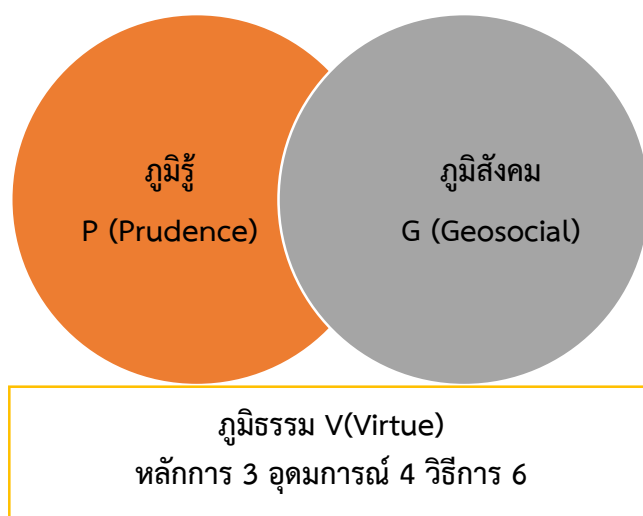 ภูมิรู้
P (Prudence)
ภูมิสังคม
G (Geosocial)
ภูมิธรรม V(Virtue)
หลักการ 3 อุดมการณ์ 4 วิธีการ 6